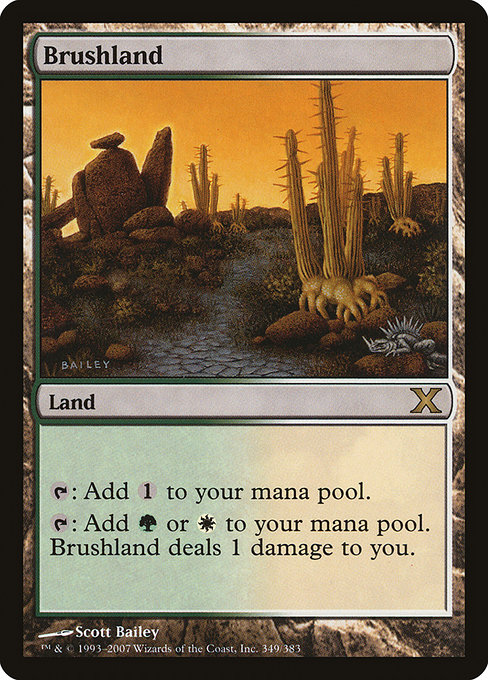 Brushland
BAILEY
Land
X
: Add 1 to your mana pool.
: Add or to your mana pool.
Brushland deals 1 damage to you.
Scott Bailey
™ & © 1993–2007 Wizards of the Coast, Inc. 349/383